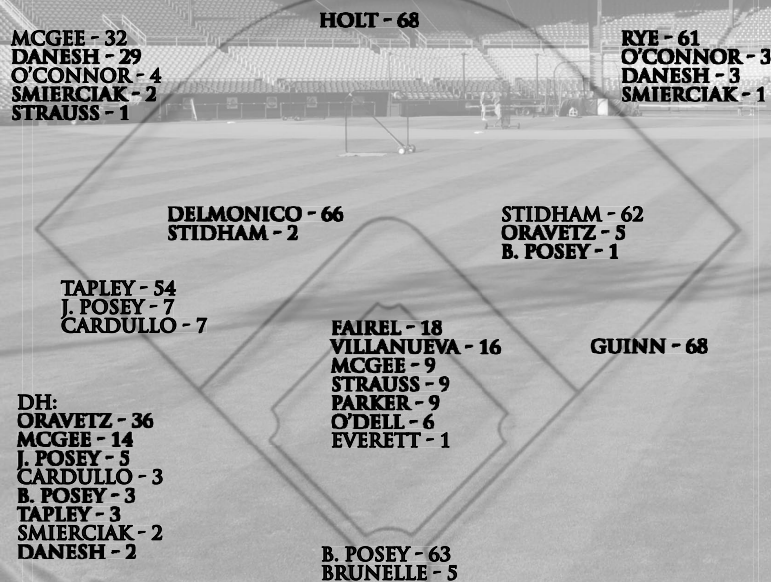 HOLT - 68
MCGEE - 32
DANESH - 29
O'CONNOR - 4
SMIERCIAK - 2
STRAUSS - 1
RYE - 61
O'CONNOR - 3
DANESH - 3
SMIERCIAK - 1
DELMONICO - 66
STIDHAM - 2
STIDHAM - 62
ORAVETZ - 5
B. POSEY - 1
TAPLEY - 54
J. POSEY - 7
CARDULLO - 7
FAIREL - 18
VILLANUEVA - 16
MCGEE - 9
STRAUSS - 9
PARKER - 9
O'DELL - 6
EVERETT - 1
GUINN - 68
DH:
ORAVETZ - 36
MCGEE - 14
J. POSEY - 5
CARDULLO - 3
B. POSEY - 3
TAPLEY - 3
SMIERCIAK - 2
DANESH - 2
B. POSEY - 63
BRUNELLE - 5